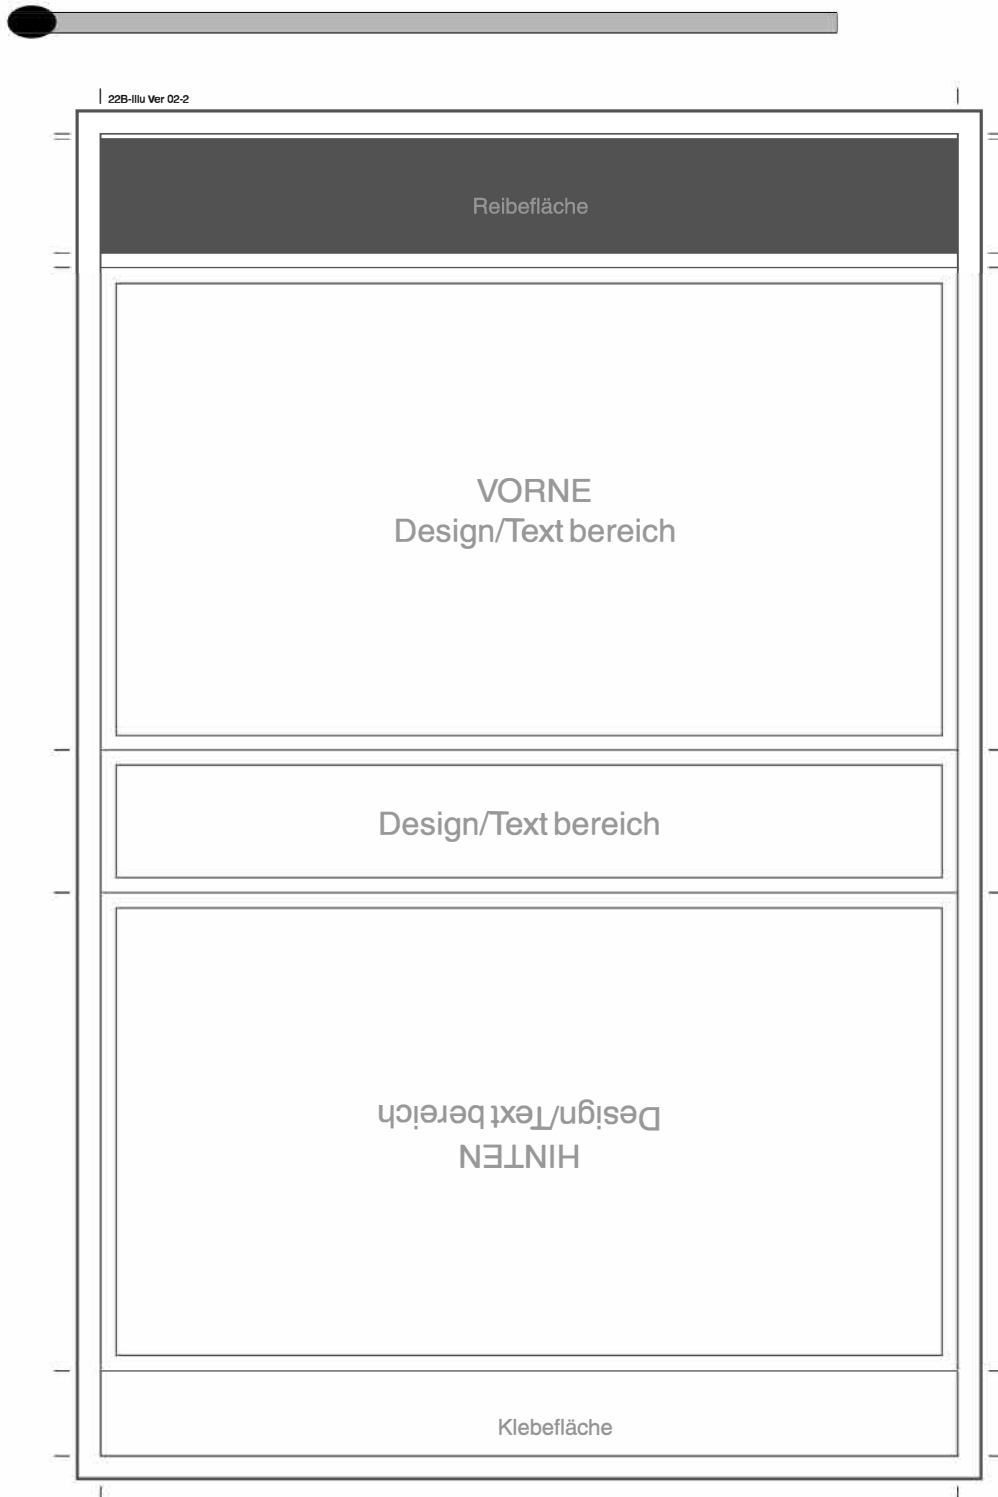 22B-Illu Ver 02-2
Reibefläche
VORNE
Design/Text bereich
Design/Text bereich
HINTEN
Design/Text bereich
Klebefläche